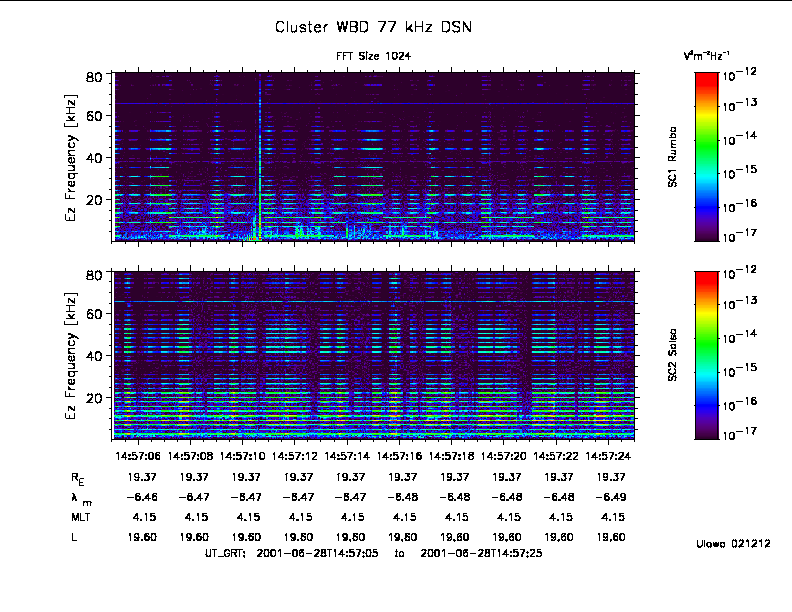 Cluster WBD 77 kHz DSN
FFT Size 1024
V²m⁻²Hz⁻¹
80
60
40
20
Ez Frequency [kHz]
10⁻¹²
10⁻¹³
10⁻¹⁴
10⁻¹⁵
10⁻¹⁶
10⁻¹⁷
SC1 Rumba
80
60
40
20
Ez Frequency [kHz]
10⁻¹²
10⁻¹³
10⁻¹⁴
10⁻¹⁵
10⁻¹⁶
10⁻¹⁷
SC2 Salsa
14:57:06 14:57:08 14:57:10 14:57:12 14:57:14 14:57:16 14:57:18 14:57:20 14:57:22 14:57:24
R_E 19.37 19.37 19.37 19.37 19.37 19.37 19.37 19.37 19.37 19.37
λ_m -6.46 -6.47 -6.47 -6.47 -6.47 -6.48 -6.48 -6.48 -6.48 -6.49
MLT 4.15 4.15 4.15 4.15 4.15 4.15 4.15 4.15 4.15 4.15
L 19.60 19.60 19.60 19.60 19.60 19.60 19.60 19.60 19.60 19.60
UT_GRT: 2001-06-28T14:57:05 to 2001-06-28T14:57:25
UIowa 021212